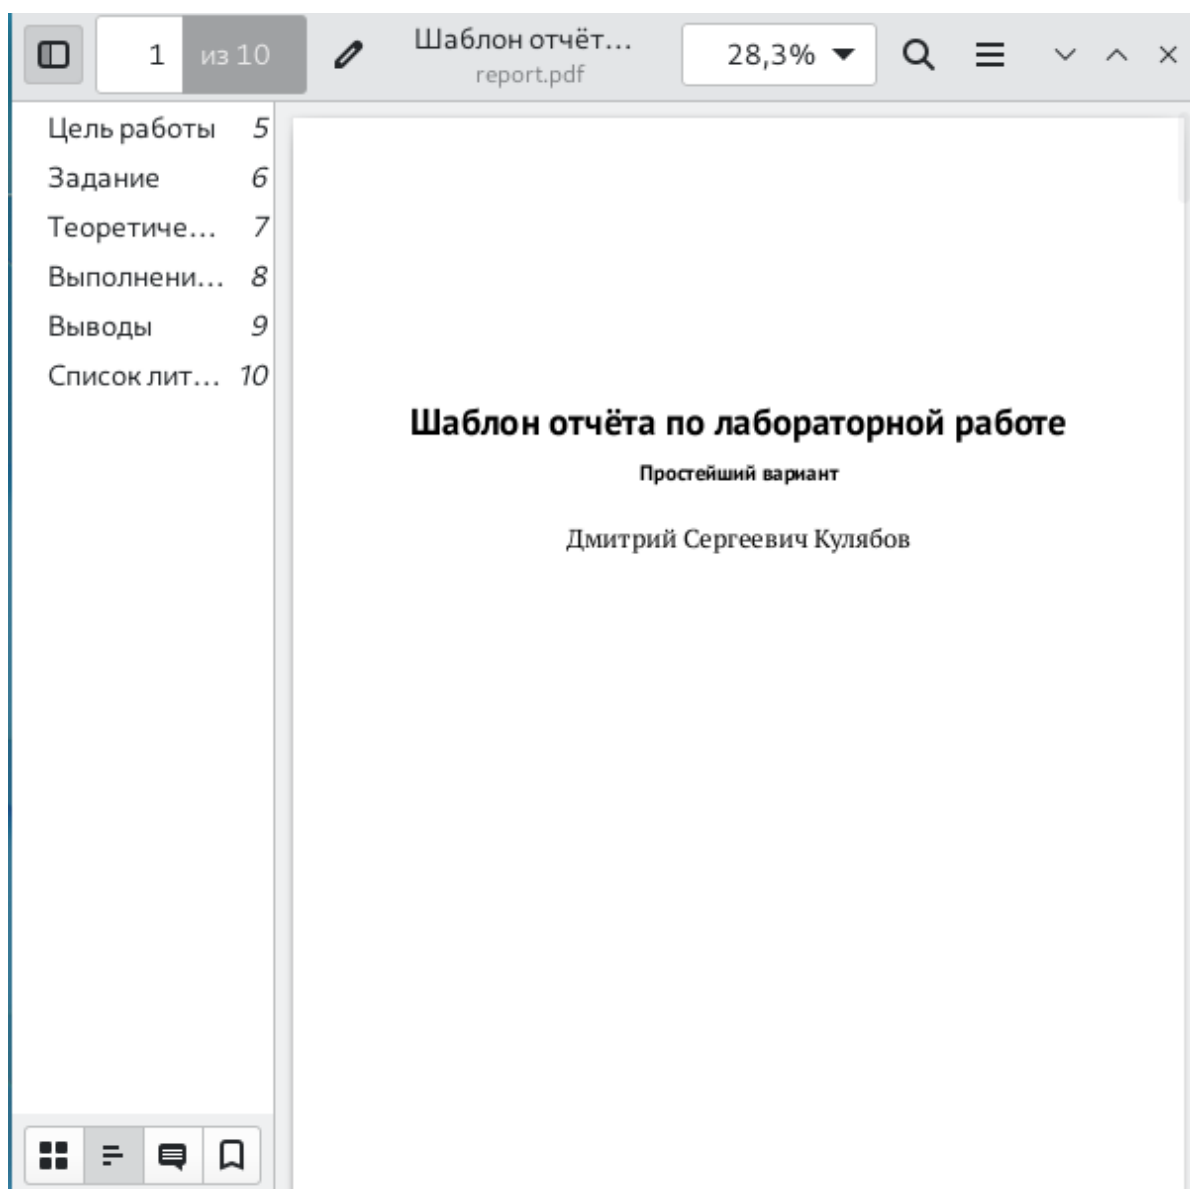 1 из 10
Шаблон отчёт...
report.pdf
28,3%
Цель работы 5
Задание 6
Теоретиче... 7
Выполнени... 8
Выводы 9
Список лит... 10
Шаблон отчёта по лабораторной работе
Простейший вариант
Дмитрий Сергеевич Кулябов